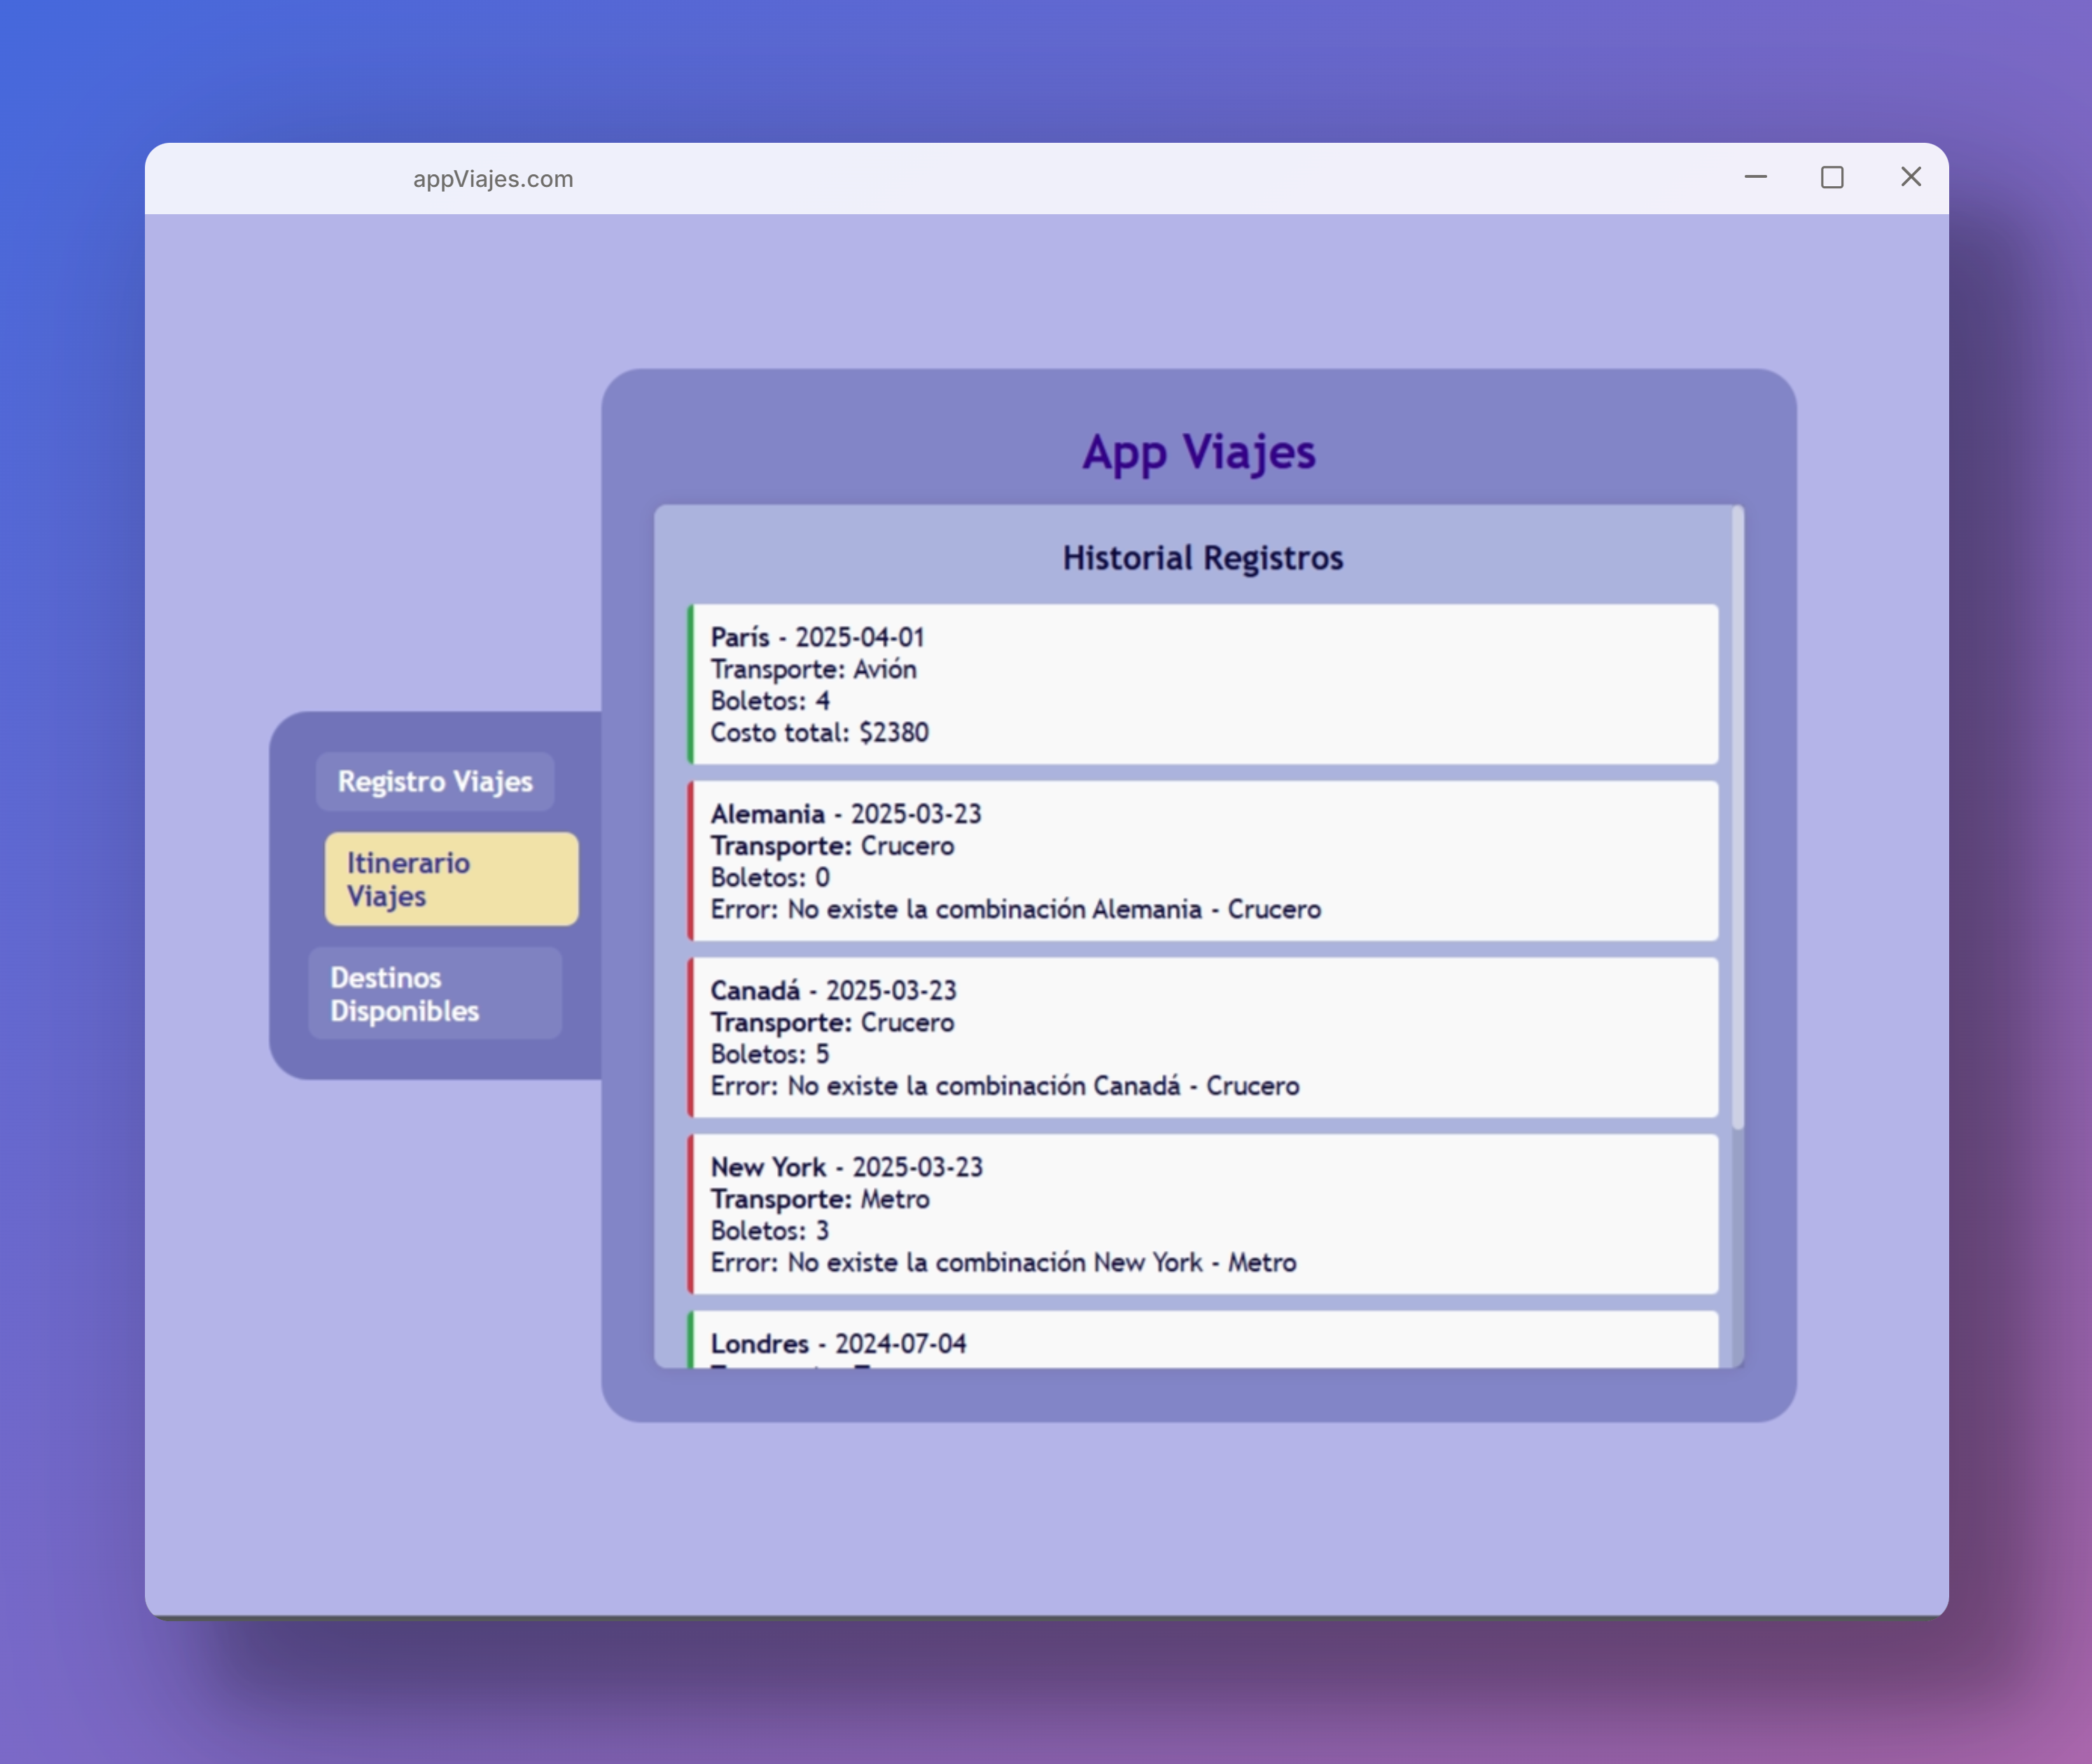 appViajes.com
App Viajes
Historial Registros
París - 2025-04-01
Transporte: Avión
Boletos: 4
Costo total: $2380
Alemania - 2025-03-23
Transporte: Crucero
Boletos: 0
Error: No existe la combinación Alemania - Crucero
Canadá - 2025-03-23
Transporte: Crucero
Boletos: 5
Error: No existe la combinación Canadá - Crucero
New York - 2025-03-23
Transporte: Metro
Boletos: 3
Error: No existe la combinación New York - Metro
Londres - 2024-07-04
Registro Viajes
Itinerario
Viajes
Destinos
Disponibles